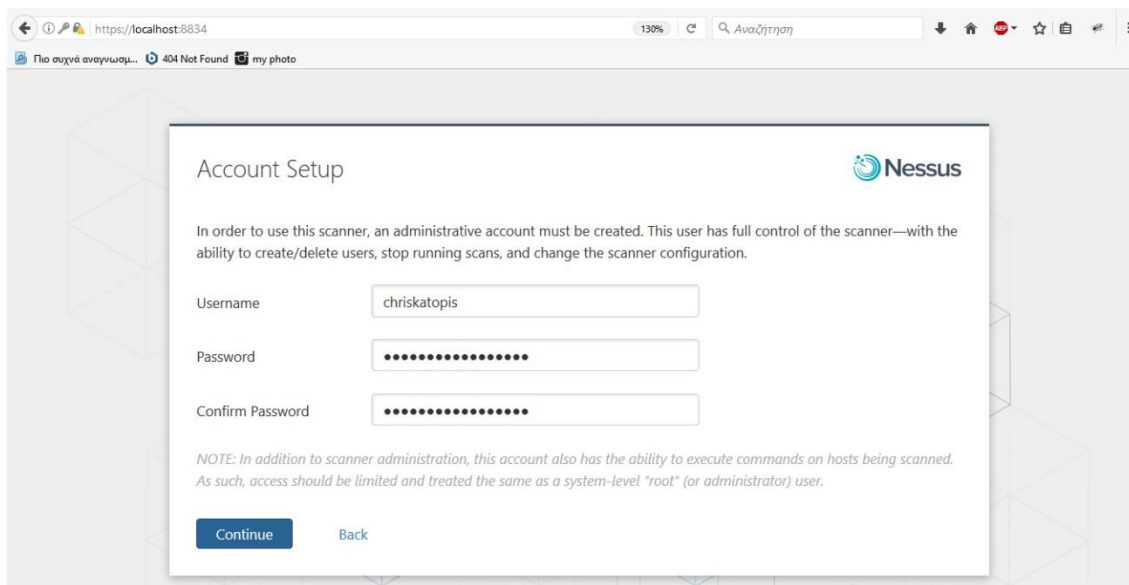 https://localhost:8834
130%
Αναζήτηση
ABP
Πιο συχνά αναγνωσμ...
404 Not Found
my photo
Account Setup
Nessus
In order to use this scanner, an administrative account must be created. This user has full control of the scanner—with the
ability to create/delete users, stop running scans, and change the scanner configuration.
Username
chriskatopis
Password
•••••••••••••••••
Confirm Password
•••••••••••••••••
NOTE: In addition to scanner administration, this account also has the ability to execute commands on hosts being scanned.
As such, access should be limited and treated the same as a system-level "root" (or administrator) user.
Continue
Back